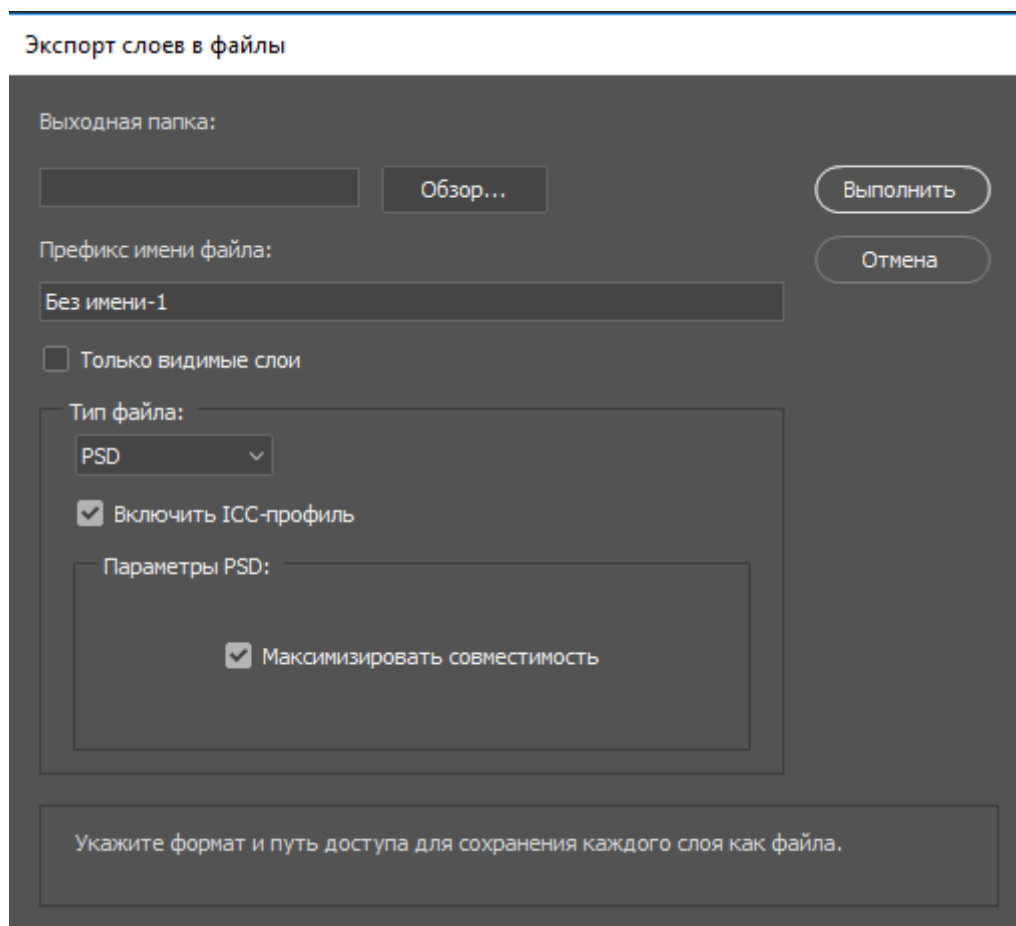 Экспорт слоев в файлы
Выходная папка:
Обзор...
Выполнить
Префикс имени файла:
Отмена
Без имени-1
Только видимые слои
Тип файла:
PSD
Включить ICC-профиль
Параметры PSD:
Максимизировать совместимость
Укажите формат и путь доступа для сохранения каждого слоя как файла.